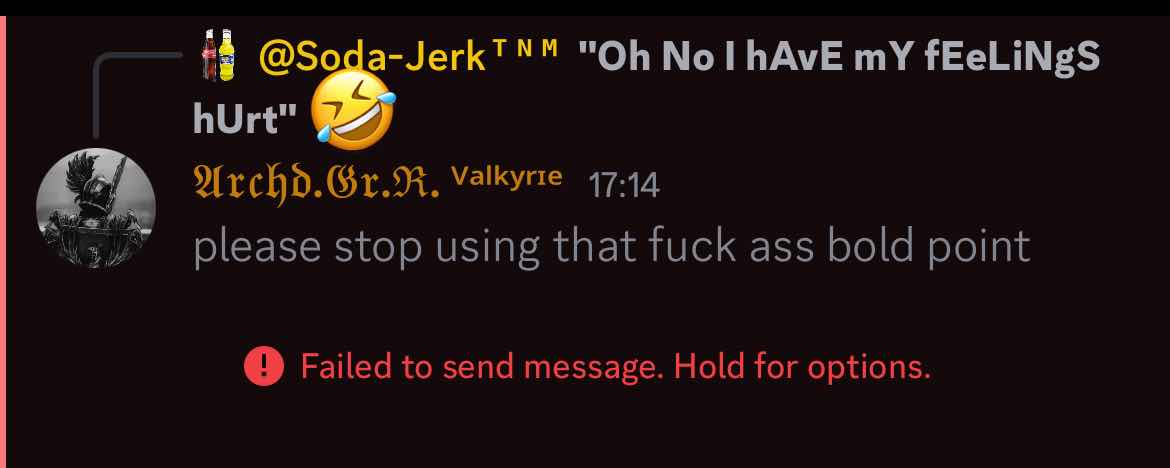 @Soda-Jerkᵀᴺᴹ "Oh No I hAvE mY fEeLiNgS
hUrt" 🤣
𝔄𝔯𝔠𝔥𝔡.𝔊𝔯.ℜ. ⱽᵃˡᵏʸʳᶦᵉ 17:14
please stop using that fuck ass bold point
Failed to send message. Hold for options.